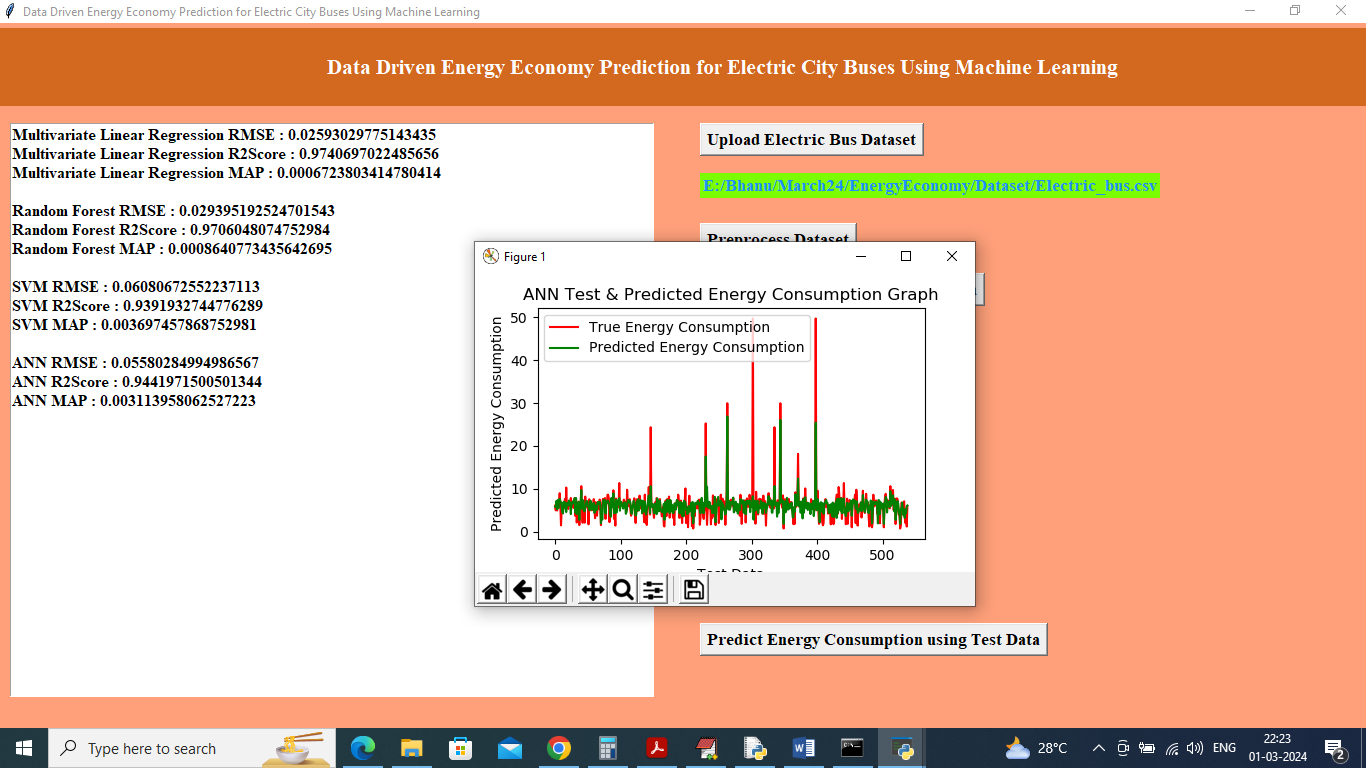 Data Driven Energy Economy Prediction for Electric City Buses Using Machine Learning
Data Driven Energy Economy Prediction for Electric City Buses Using Machine Learning
Multivariate Linear Regression RMSE : 0.02593029775143435
Multivariate Linear Regression R2Score : 0.9740697022485656
Multivariate Linear Regression MAP : 0.0006723803414780414
Random Forest RMSE : 0.029395192524701543
Random Forest R2Score : 0.9706048074752984
Random Forest MAP : 0.0008640773435642695
SVM RMSE : 0.06080672552237113
SVM R2Score : 0.9391932744776289
SVM MAP : 0.003697457868752981
ANN RMSE : 0.05580284994986567
ANN R2Score : 0.9441971500501344
ANN MAP : 0.003113958062527223
Upload Electric Bus Dataset
E:/Bhanu/March24/EnergyEconomy/Dataset/Electric_bus.csv
Preprocess Dataset
Figure 1
ANN Test & Predicted Energy Consumption Graph
True Energy Consumption
Predicted Energy Consumption
Predicted Energy Consumption
50
40
30
20
10
0
0 100 200 300 400 500
Test Data
Predict Energy Consumption using Test Data
Type here to search
28°C
ENG
22:23
01-03-2024
2